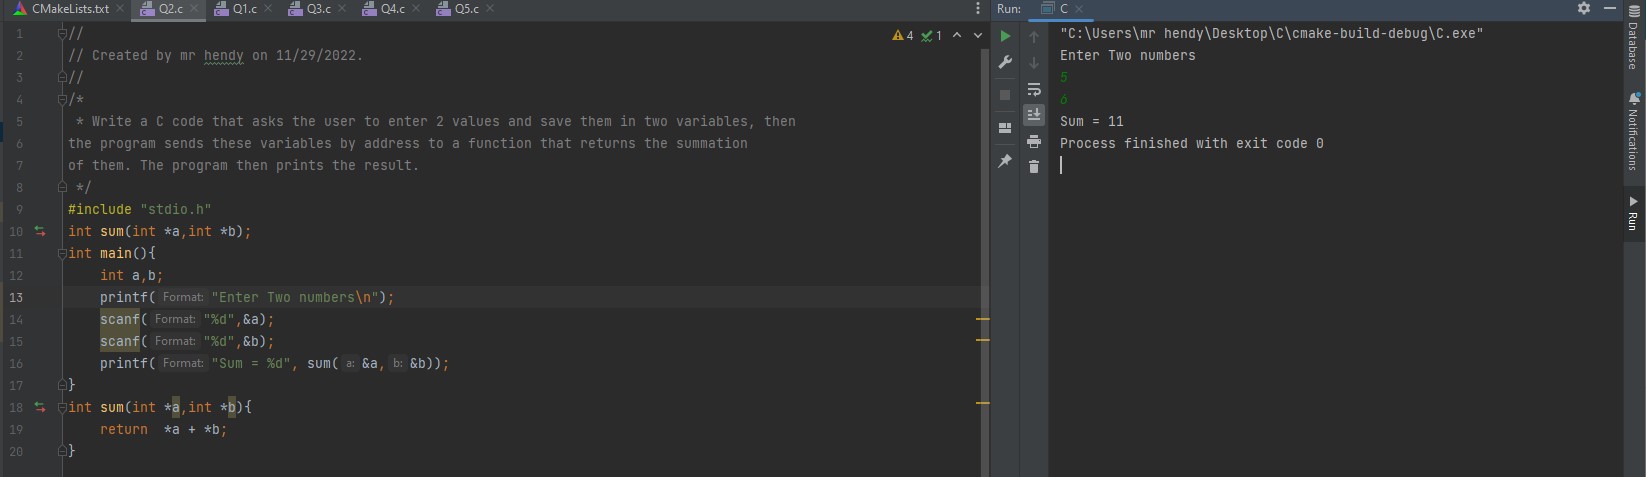 CMakeLists.txt Q2.c Q1.c Q3.c Q4.c Q5.c
1 //
2 // Created by mr hendy on 11/29/2022.
3 //
4 /*
5  * Write a C code that asks the user to enter 2 values and save them in two variables, then
6 the program sends these variables by address to a function that returns the summation
7 of them. The program then prints the result.
8  */
9 #include "stdio.h"
10 int sum(int *a,int *b);
11 int main(){
12     int a,b;
13     printf( Format: "Enter Two numbers\n");
14     scanf( Format: "%d",&a);
15     scanf( Format: "%d",&b);
16     printf( Format: "Sum = %d", sum( a: &a, b: &b));
17 }
18 int sum(int *a,int *b){
19     return  *a + *b;
20 }
4 1
Run: C
"C:\Users\mr hendy\Desktop\C\cmake-build-debug\C.exe"
Enter Two numbers
5
6
Sum = 11
Process finished with exit code 0
Database
Notifications
Run